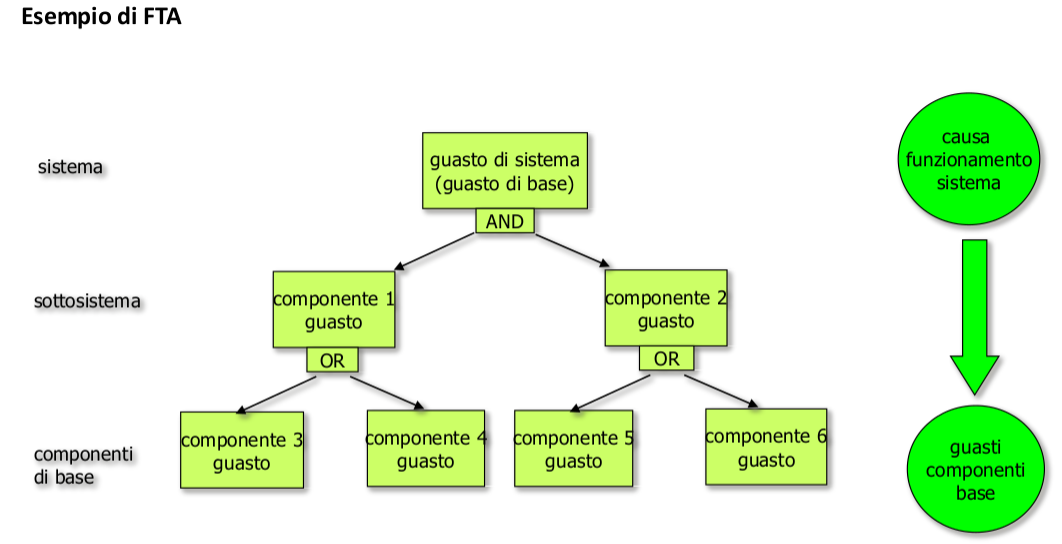 Esempio di FTA
sistema
guasto di sistema
(guasto di base)
AND
causa
funzionamento
sistema
sottosistema
componente 1
guasto
OR
componente 2
guasto
OR
componenti
di base
componente 3
guasto
componente 4
guasto
componente 5
guasto
componente 6
guasto
guasti
componenti
base